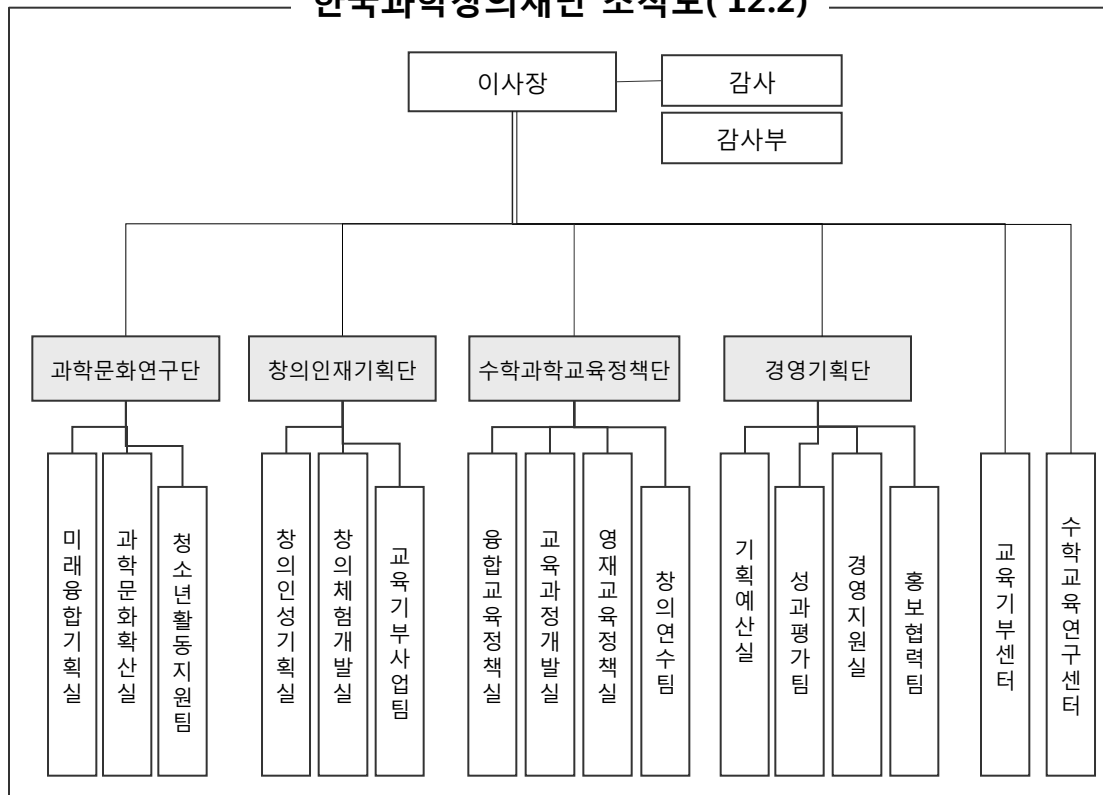 한국과학창의재단 조직도('12.2)
이사장
감사
감사부
과학문화연구단
창의인재기획단
수학과학교육정책단
경영기획단
미래융합기획실
과학문화확산실
청소년활동지원팀
창의인성기획실
창의체험개발실
교육기부사업팀
융합교육정책실
교육과정개발실
영재교육정책실
창의연수팀
기획예산실
성과평가팀
경영지원실
홍보협력팀
교육기부센터
수학교육연구센터